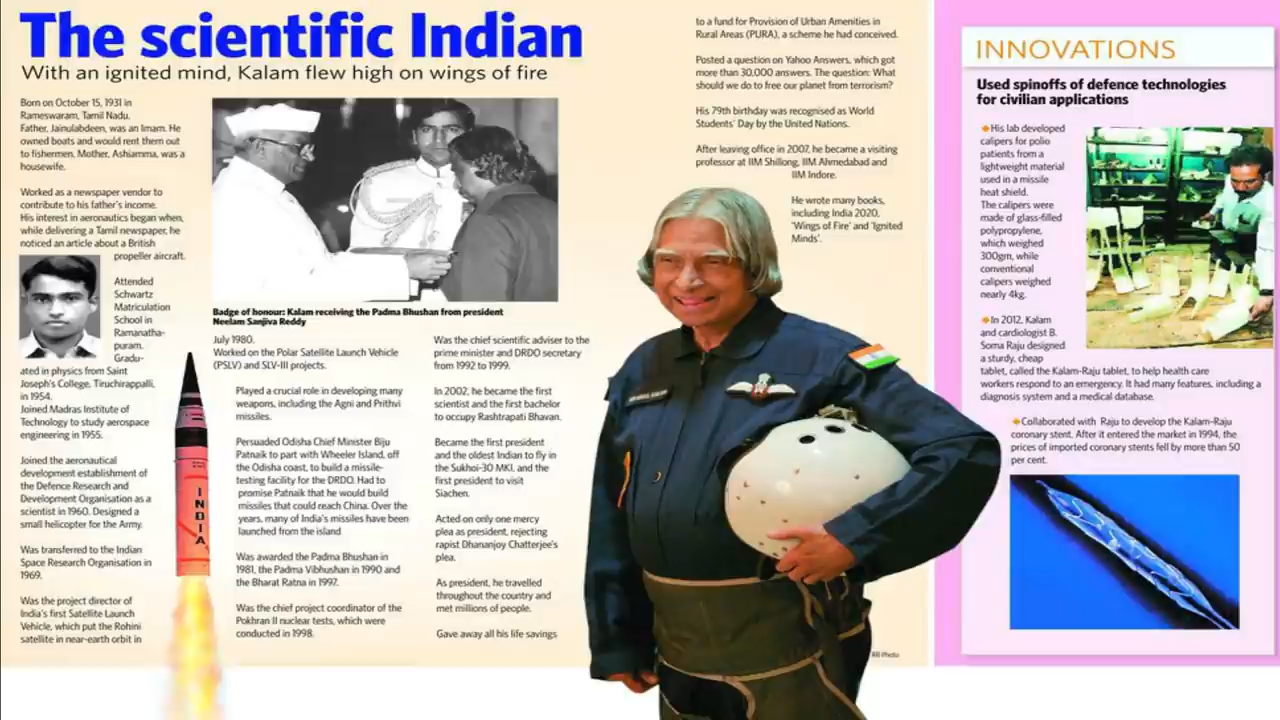 The scientific Indian
With an ignited mind, Kalam flew high on wings of fire
Born on October 15, 1931 in
Rameswaram, Tamil Nadu.
Father, Jainulabdeen, was an Imam. He
owned boats and would rent them out
to fishermen. Mother, Ashiamma, was a
housewife.
Worked as a newspaper vendor to
contribute to his father's income.
His interest in aeronautics began when,
while delivering a Tamil newspaper, he
noticed an article about a British
propeller aircraft.
Attended
Schwartz
Matriculation
School in
Ramanatha-
puram.
Gradu-
ated in physics from Saint
Joseph's College, Tiruchirappalli,
in 1954.
Joined Madras Institute of
Technology to study aerospace
engineering in 1955.
Joined the aeronautical
development establishment of
the Defence Research and
Development Organisation as a
scientist in 1960. Designed a
small helicopter for the Army.
Was transferred to the Indian
Space Research Organisation in
1969.
Was the project director of
India's first Satellite Launch
Vehicle, which put the Rohini
satellite in near-earth orbit in
INDIA
Badge of honour: Kalam receiving the Padma Bhushan from president
Neelam Sanjiva Reddy
July 1980.
Worked on the Polar Satellite Launch Vehicle
(PSLV) and SLV-III projects.
Played a crucial role in developing many
weapons, including the Agni and Prithvi
missiles.
Persuaded Odisha Chief Minister Biju
Patnaik to part with Wheeler Island, off
the Odisha coast, to build a missile-
testing facility for the DRDO. Had to
promise Patnaik that he would build
missiles that could reach China. Over the
years, many of India's missiles have been
launched from the island
Was awarded the Padma Bhushan in
1981, the Padma Vibhushan in 1990 and
the Bharat Ratna in 1997.
Was the chief project coordinator of the
Pokhran II nuclear tests, which were
conducted in 1998.
Was the chief scientific adviser to the
prime minister and DRDO secretary
from 1992 to 1999.
In 2002, he became the first
scientist and the first bachelor
to occupy Rashtrapati Bhavan.
Became the first president
and the oldest Indian to fly in
the Sukhoi-30 MKI, and the
first president to visit
Siachen.
Acted on only one mercy
plea as president, rejecting
rapist Dhananjoy Chatterjee's
plea.
As president, he travelled
throughout the country and
met millions of people.
Gave away all his life savings
to a fund for Provision of Urban Amenities in
Rural Areas (PURA), a scheme he had conceived.
Posted a question on Yahoo Answers, which got
more than 30,000 answers. The question: What
should we do to free our planet from terrorism?
His 79th birthday was recognised as World
Students' Day by the United Nations.
After leaving office in 2007, he became a visiting
professor at IIM Shillong, IIM Ahmedabad and
IIM Indore.
He wrote many books,
including India 2020,
'Wings of Fire' and 'Ignited
Minds'.
Photo
INNOVATIONS
Used spinoffs of defence technologies
for civilian applications
His lab developed
calipers for polio
patients from a
lightweight material
used in a missile
heat shield.
The calipers were
made of glass-filled
polypropylene,
which weighed
300gm, while
conventional
calipers weighed
nearly 4kg.
In 2012, Kalam
and cardiologist B.
Soma Raju designed
a sturdy, cheap
tablet, called the Kalam-Raju tablet, to help health care
workers respond to an emergency. It had many features, including a
diagnosis system and a medical database.
Collaborated with Raju to develop the Kalam-Raju
coronary stent. After it entered the market in 1994, the
prices of imported coronary stents fell by more than 50
per cent.